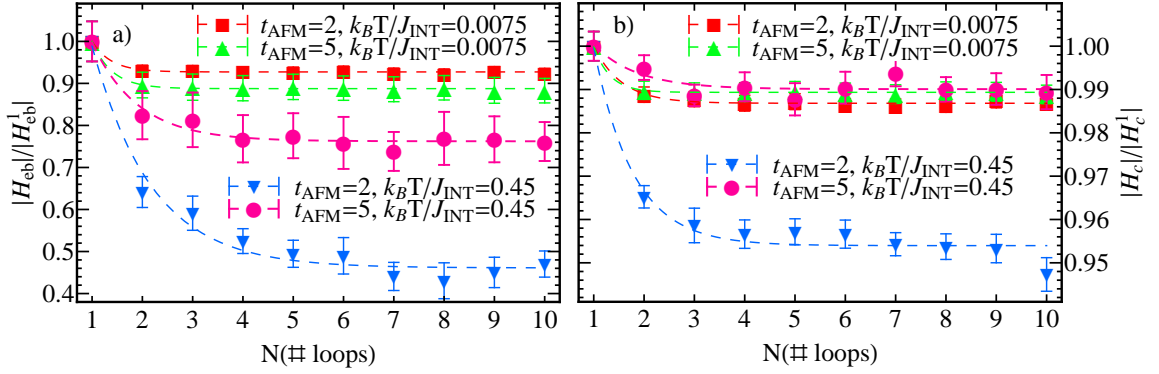 a)
t_AFM=2, k_BT/J_INT=0.0075
t_AFM=5, k_BT/J_INT=0.0075
t_AFM=2, k_BT/J_INT=0.45
t_AFM=5, k_BT/J_INT=0.45
|H_eb|/|H_eb^1|
1.0
0.9
0.8
0.7
0.6
0.5
0.4
1 2 3 4 5 6 7 8 9 10
N(# loops)
b)
t_AFM=2, k_BT/J_INT=0.0075
t_AFM=5, k_BT/J_INT=0.0075
t_AFM=2, k_BT/J_INT=0.45
t_AFM=5, k_BT/J_INT=0.45
1.00
0.99
0.98
0.97
0.96
0.95
|H_c|/|H_c^1|
1 2 3 4 5 6 7 8 9 10
N(# loops)